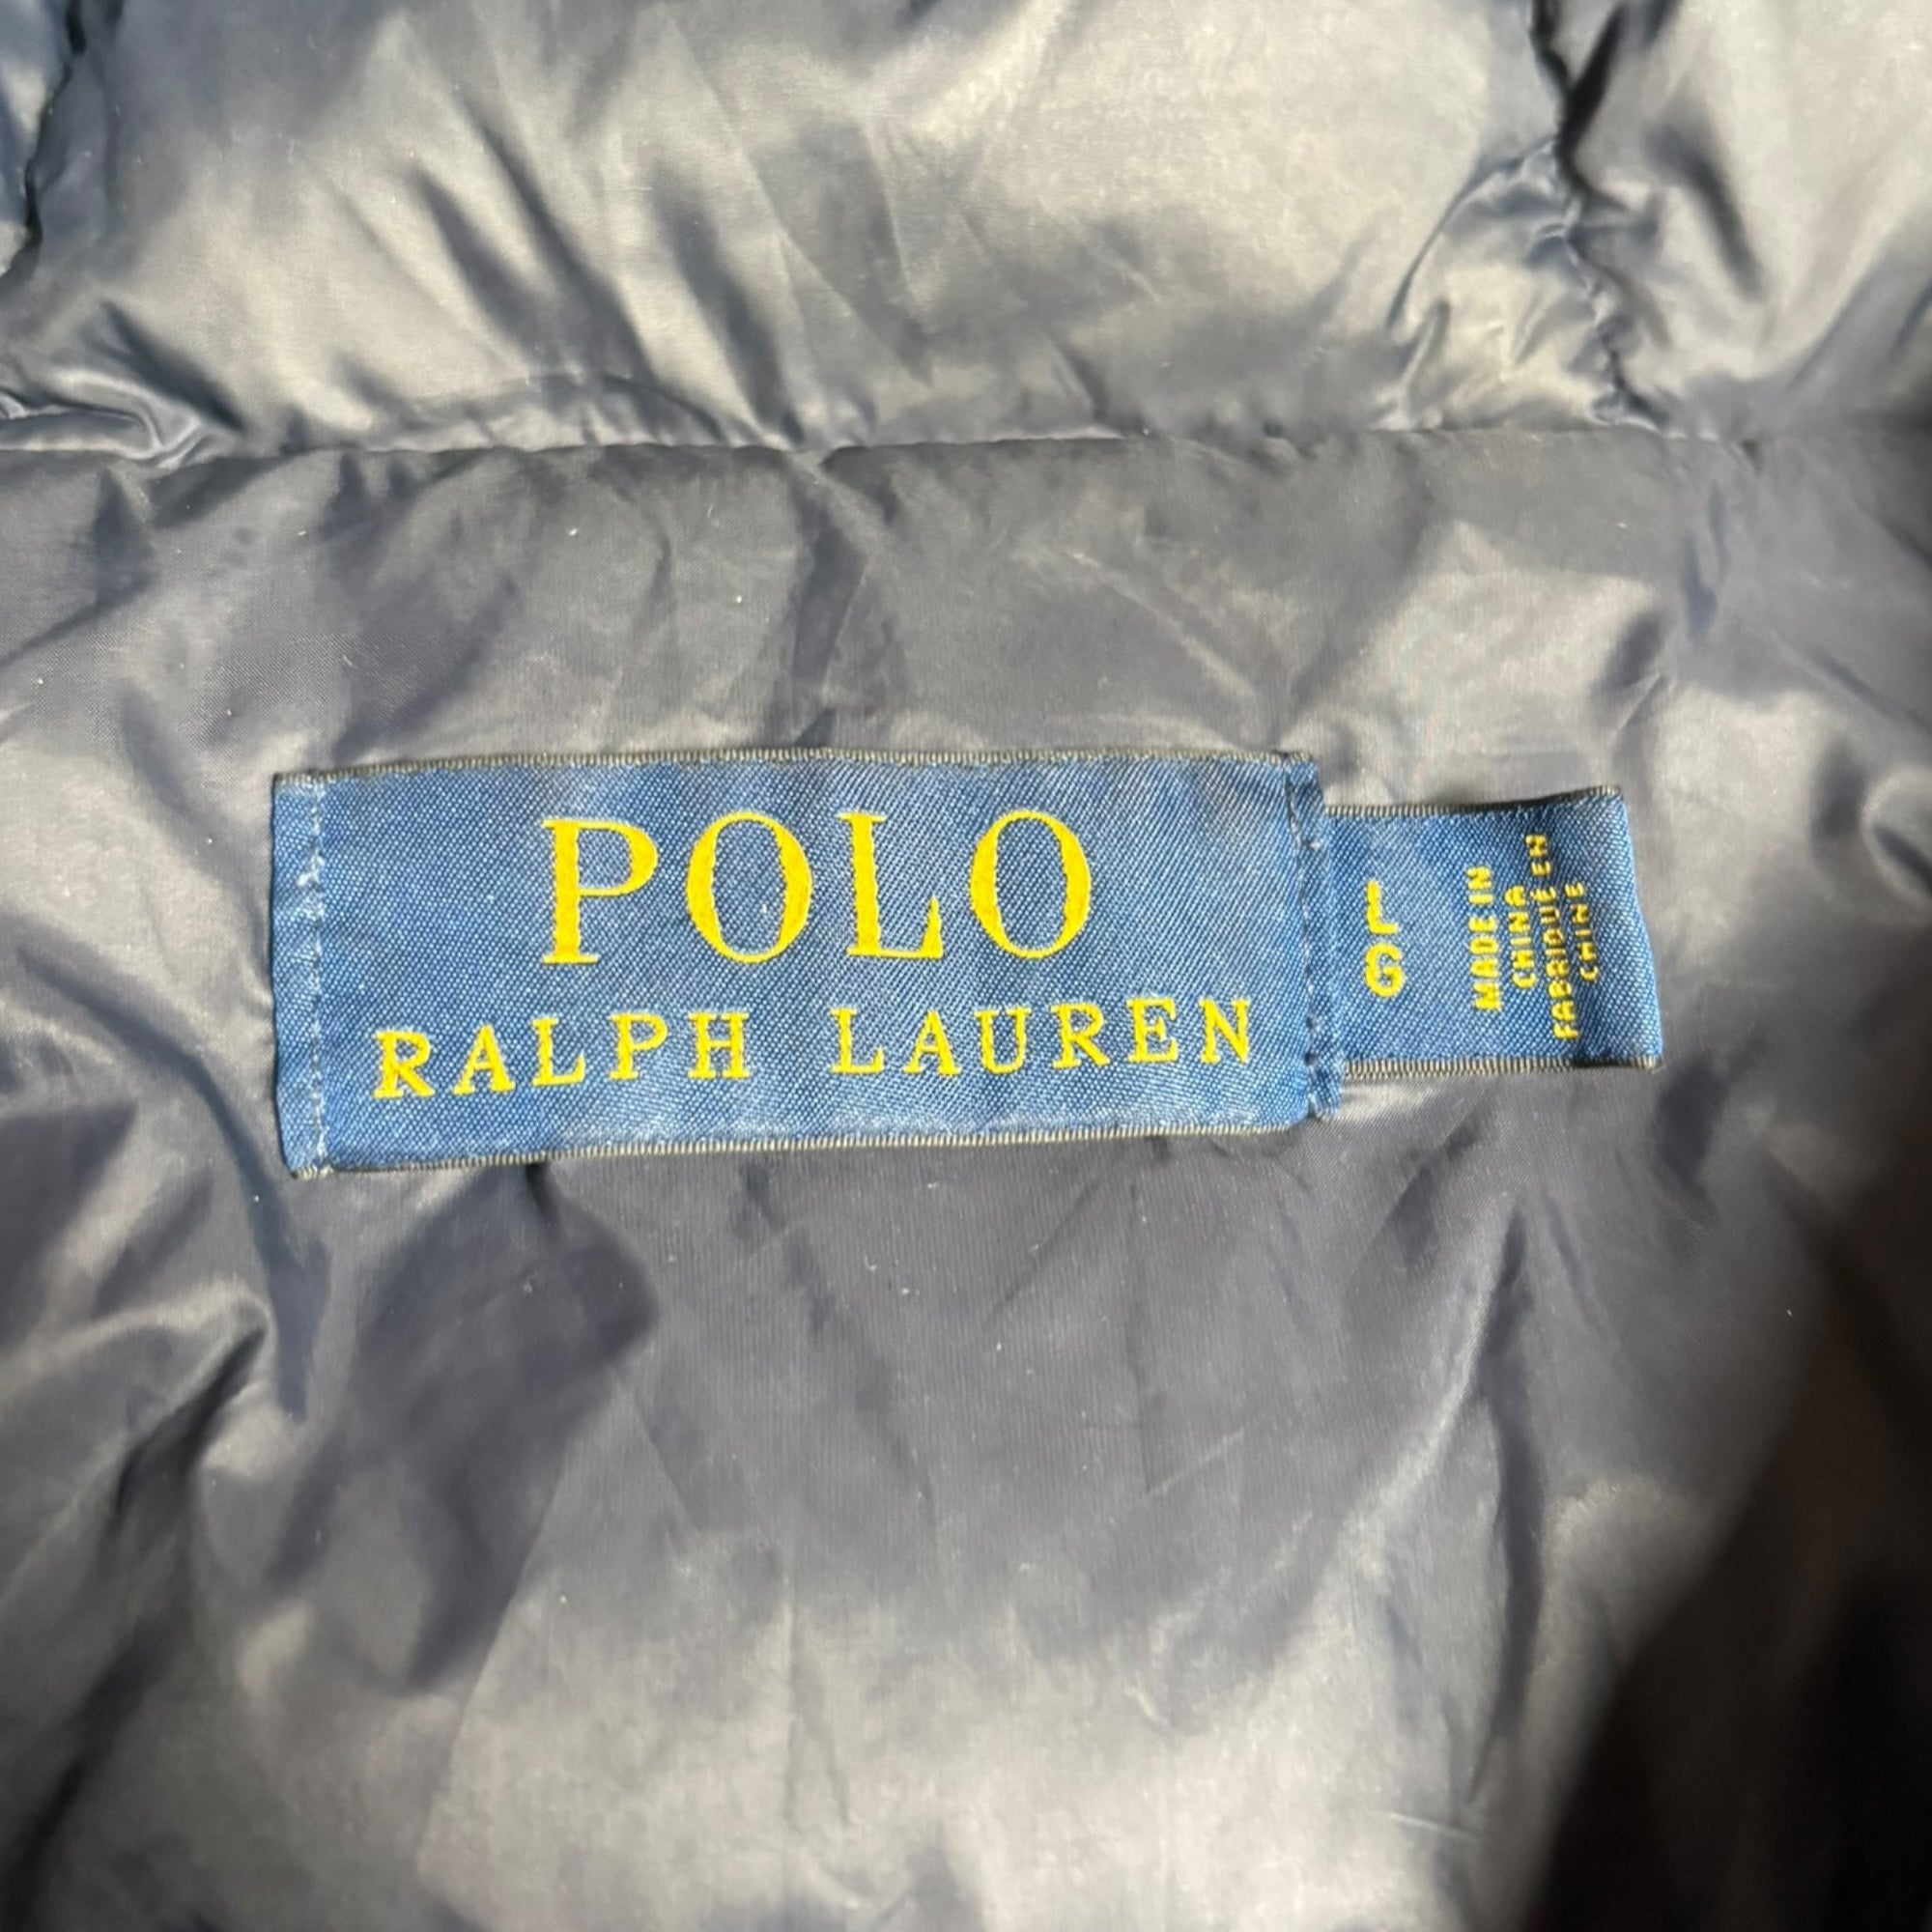 POLO
RALPH LAUREN
L
G
MADE IN
CHINA
FABRIQUÉ EN
CHINE